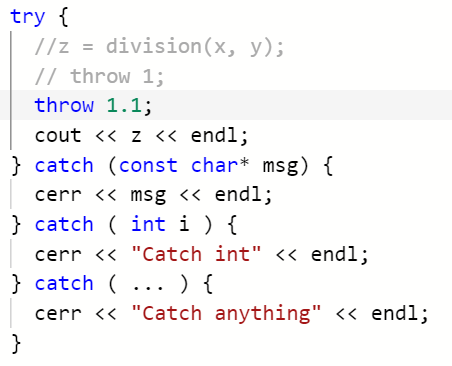 try {
  //z = division(x, y);
  // throw 1;
  throw 1.1;
  cout << z << endl;
} catch (const char* msg) {
  cerr << msg << endl;
} catch ( int i ) {
  cerr << "Catch int" << endl;
} catch ( ... ) {
  cerr << "Catch anything" << endl;
}